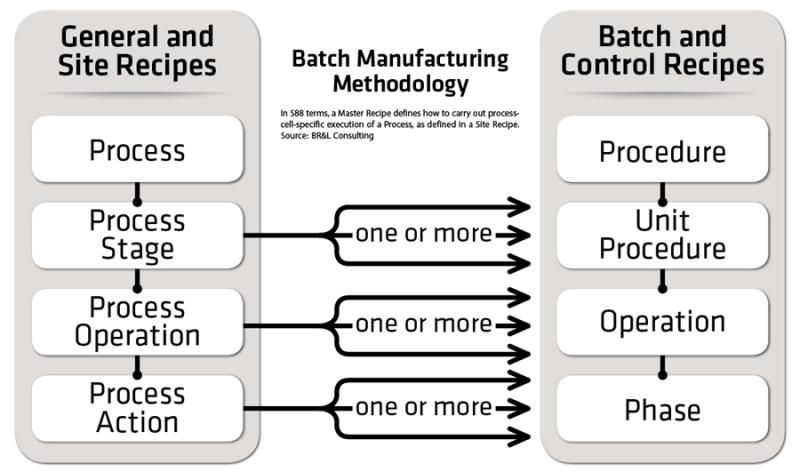 General and
Site Recipes
Process
Process
Stage
Process
Operation
Process
Action
Batch Manufacturing
Methodology
In S88 terms, a Master Recipe defines how to carry out process-
cell-specific execution of a Process, as defined in a Site Recipe.
Source: BR&L Consulting
one or more
one or more
one or more
Batch and
Control Recipes
Procedure
Unit
Procedure
Operation
Phase